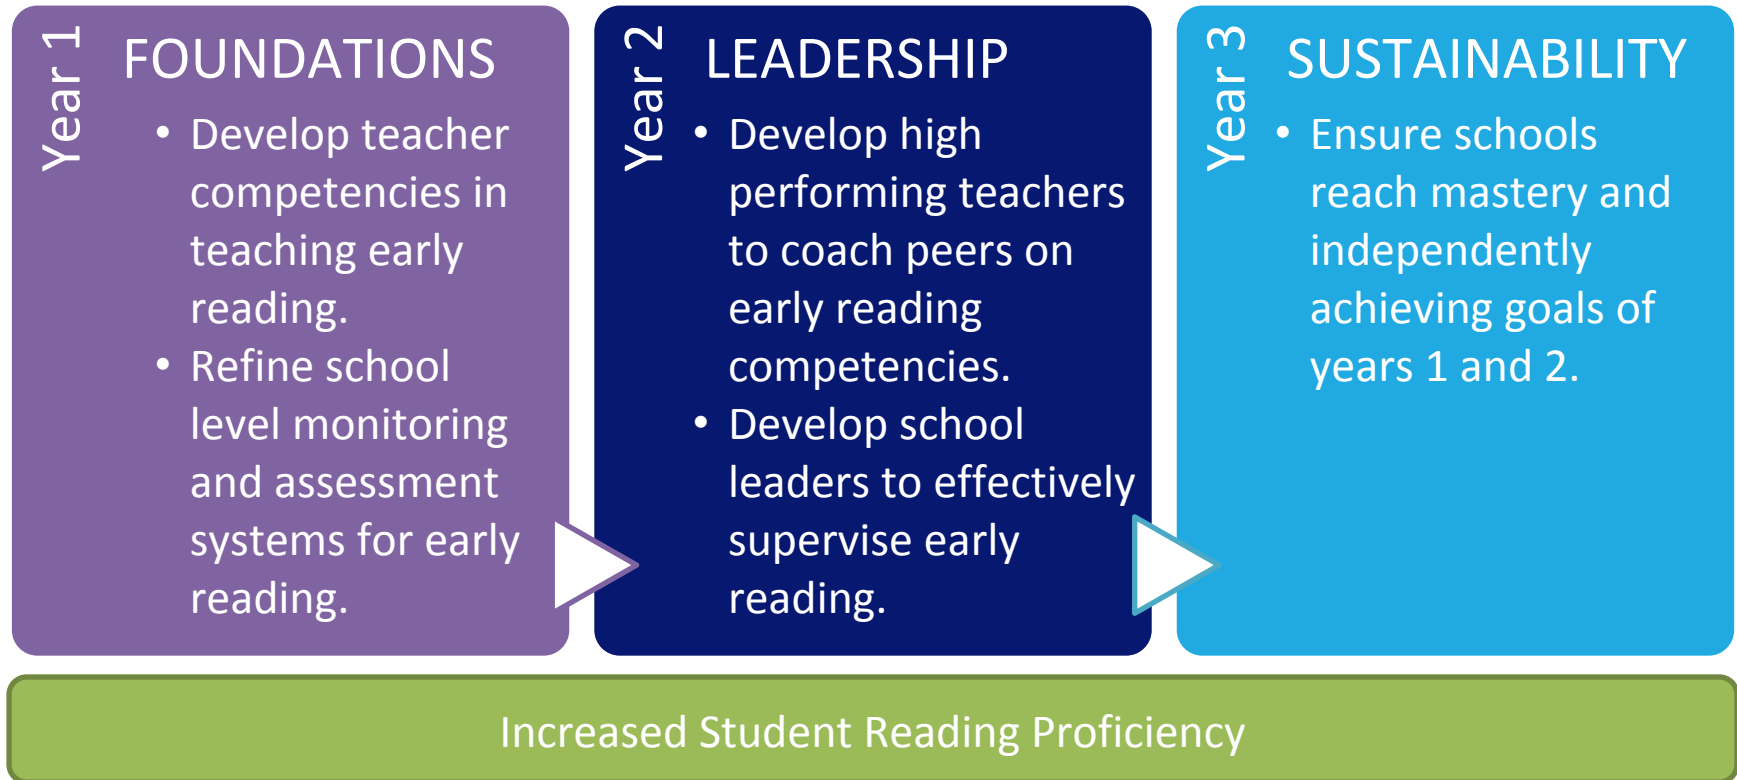 Year 1
FOUNDATIONS
• Develop teacher
competencies in
teaching early
reading.
• Refine school
level monitoring
and assessment
systems for early
reading.
Year 2
LEADERSHIP
• Develop high
performing teachers
to coach peers on
early reading
competencies.
• Develop school
leaders to effectively
supervise early
reading.
Year 3
SUSTAINABILITY
• Ensure schools
reach mastery and
independently
achieving goals of
years 1 and 2.
Increased Student Reading Proficiency